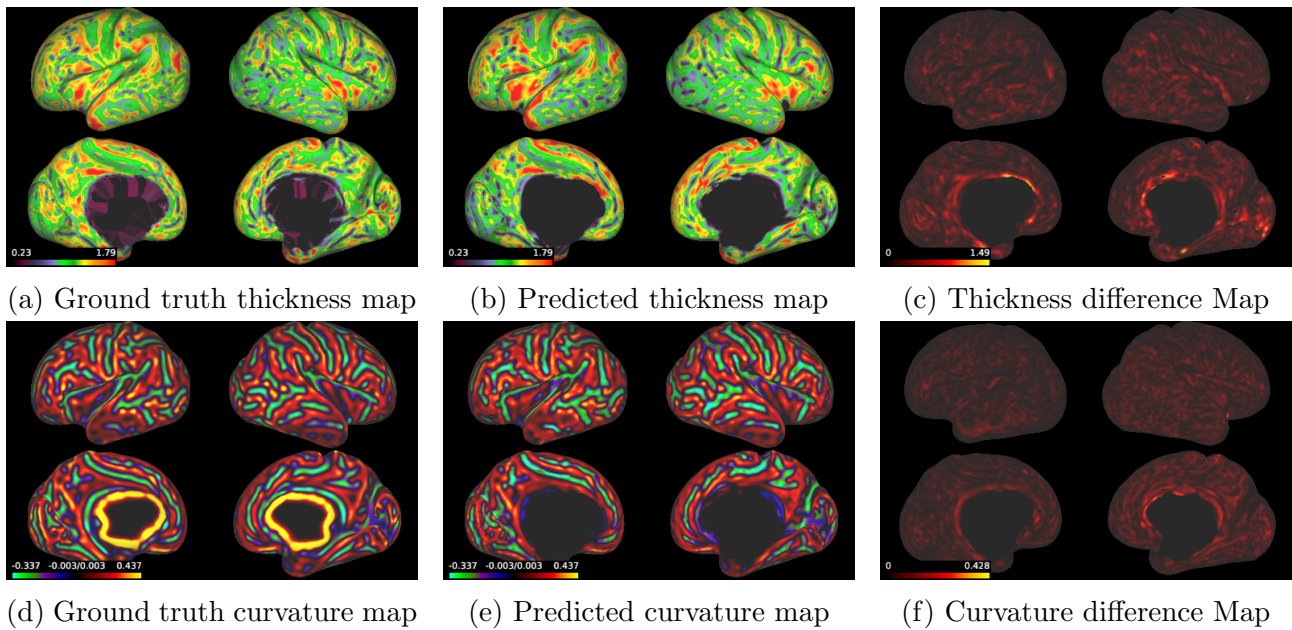 0.23 1.79
0.23 1.79
0 1.49
(a) Ground truth thickness map
(b) Predicted thickness map
(c) Thickness difference Map
-0.337 -0.003/0.003 0.437
-0.337 -0.003/0.003 0.437
0 0.428
(d) Ground truth curvature map
(e) Predicted curvature map
(f) Curvature difference Map